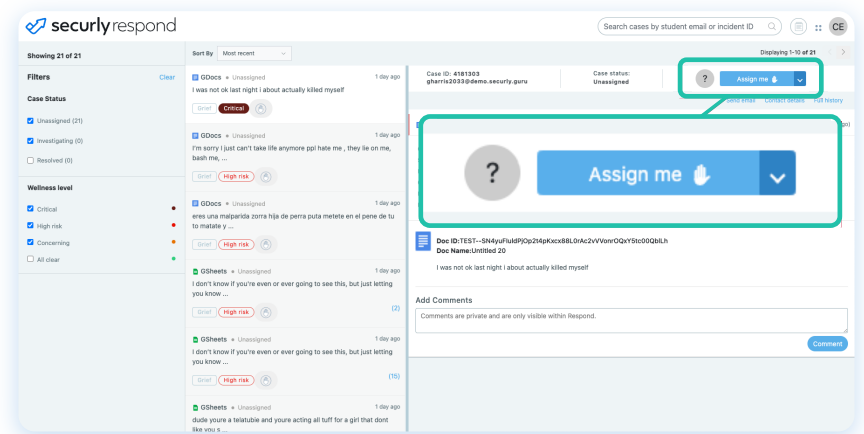 securly respond
Search cases by student email or incident ID
CE
Showing 21 of 21
Sort By Most recent
Displaying 1-10 of 21
Filters Clear
Case Status
Unassigned (21)
Investigating (0)
Resolved (0)
Wellness level
Critical
High risk
Concerning
All clear
GDocs • Unassigned 1 day ago
I was not ok last night i about actually killed myself
Grief Critical
GDocs • Unassigned 1 day ago
I'm sorry I just can't take life anymore ppl hate me , they lie on me,
bash me, ...
Grief High risk
GDocs • Unassigned 1 day ago
eres una malparida zorra hija de perra puta metete en el pene de tu
to matate y ...
Grief High risk
GSheets • Unassigned 1 day ago
I don't know if you're even or ever going to see this, but just letting
you know ...
Grief High risk (2)
GSheets • Unassigned 1 day ago
I don't know if you're even or ever going to see this, but just letting
you know ...
Grief High risk (15)
GSheets • Unassigned 1 day ago
dude youre a telatubie and youre acting all tuff for a girl that dont
like you s ...
Case ID: 4181303
gharris2033@demo.securly.guru
Case status:
Unassigned
? Assign me
Send email Contact details Full history
? Assign me
Doc Name:Untitled 20
I was not ok last night i about actually killed myself
Add Comments
Comments are private and are only visible within Respond.
Comment